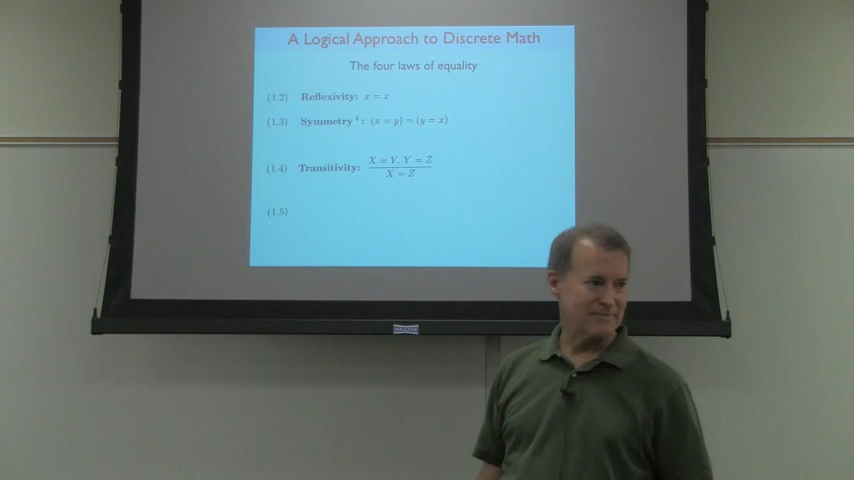 A Logical Approach to Discrete Math
The four laws of equality
(1.2) Reflexivity: x = x
(1.3) Symmetry⁴: (x = y) = (y = x)
(1.4) Transitivity: X = Y, Y = Z
X = Z
(1.5)